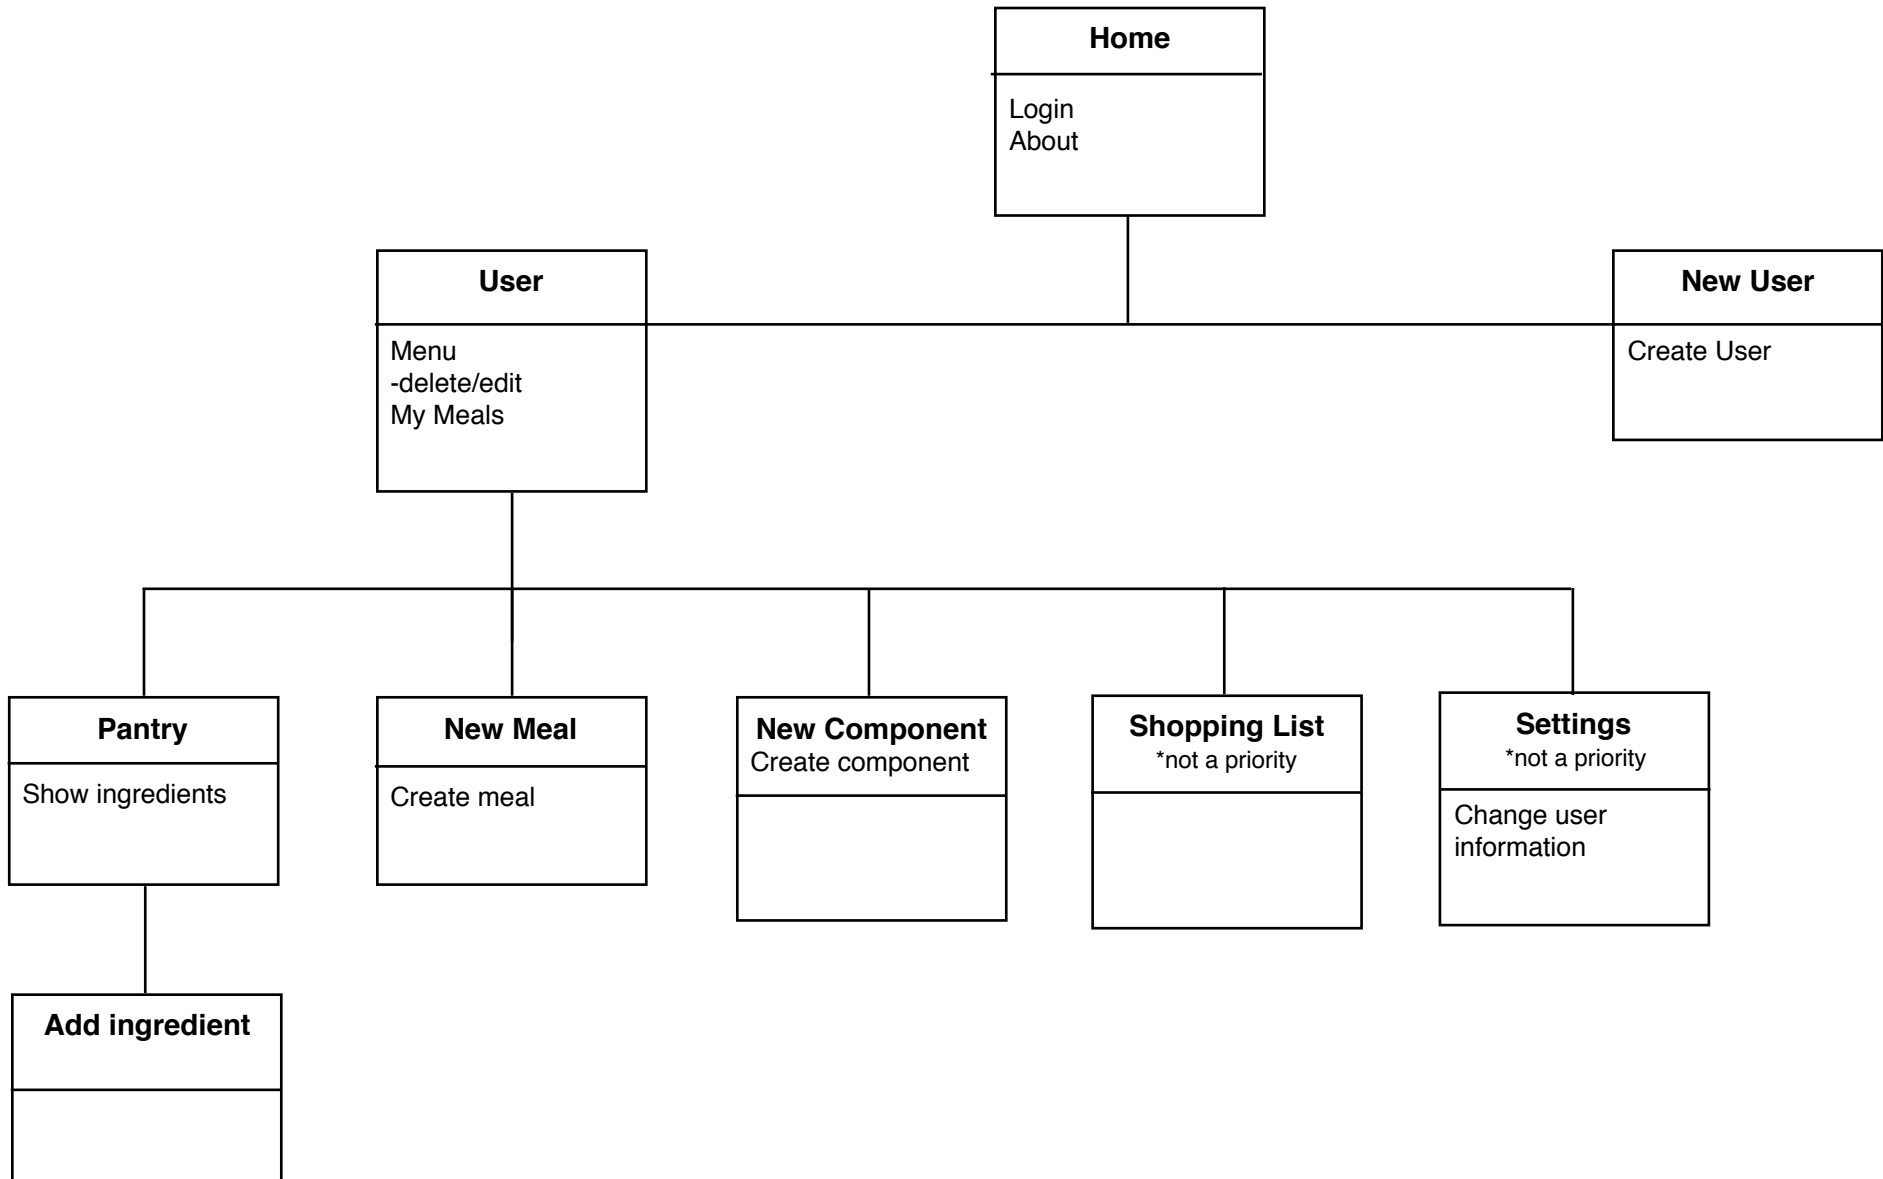 Home
Login
About
User
Menu
-delete/edit
My Meals
New User
Create User
Pantry
Show ingredients
New Meal
Create meal
New Component
Create component
Shopping List
*not a priority
Settings
*not a priority
Change user
information
Add ingredient